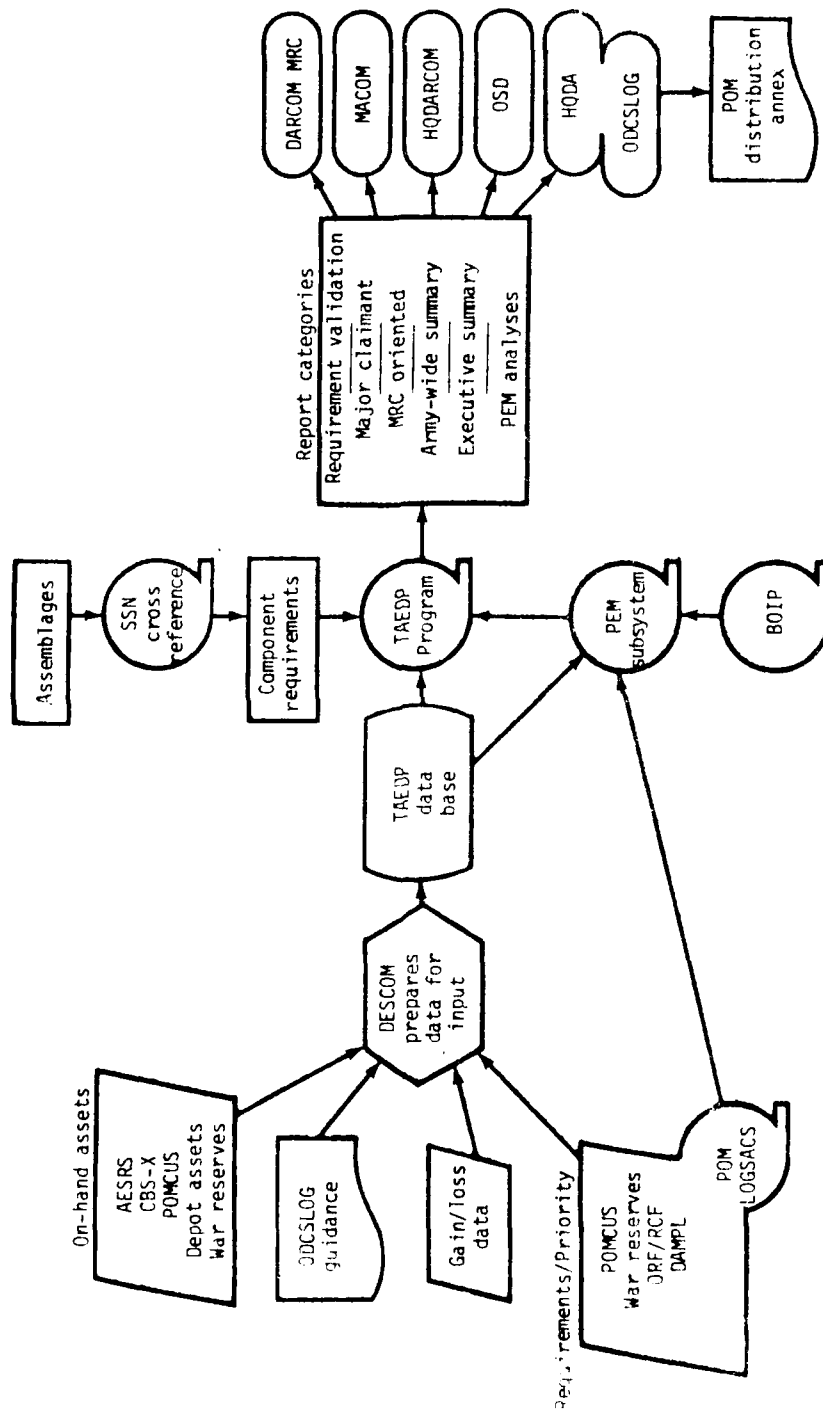 On-hand assets
AESRS
CBS-X
POMCUS
Depot assets
War reserves
ODCSLOG
guidance
Gain/loss
data
Requirements/Priority
POMCUS
War reserves
ORF/RCF
DAMPL
POM
LOGSACS
DESCOM
prepares
data for
input
TAEDP
data
base
Assemblages
SSN
cross
reference
Component
requirements
TAEDP
Program
PEM
subsystem
BOIP
Report categories
Requirement validation
Major claimant
MRC oriented
Army-wide summary
Executive summary
PEM analyses
DARCOM MRC
MACOM
HQDARCOM
OSD
HQDA
ODCSLOG
POM
distribution
annex